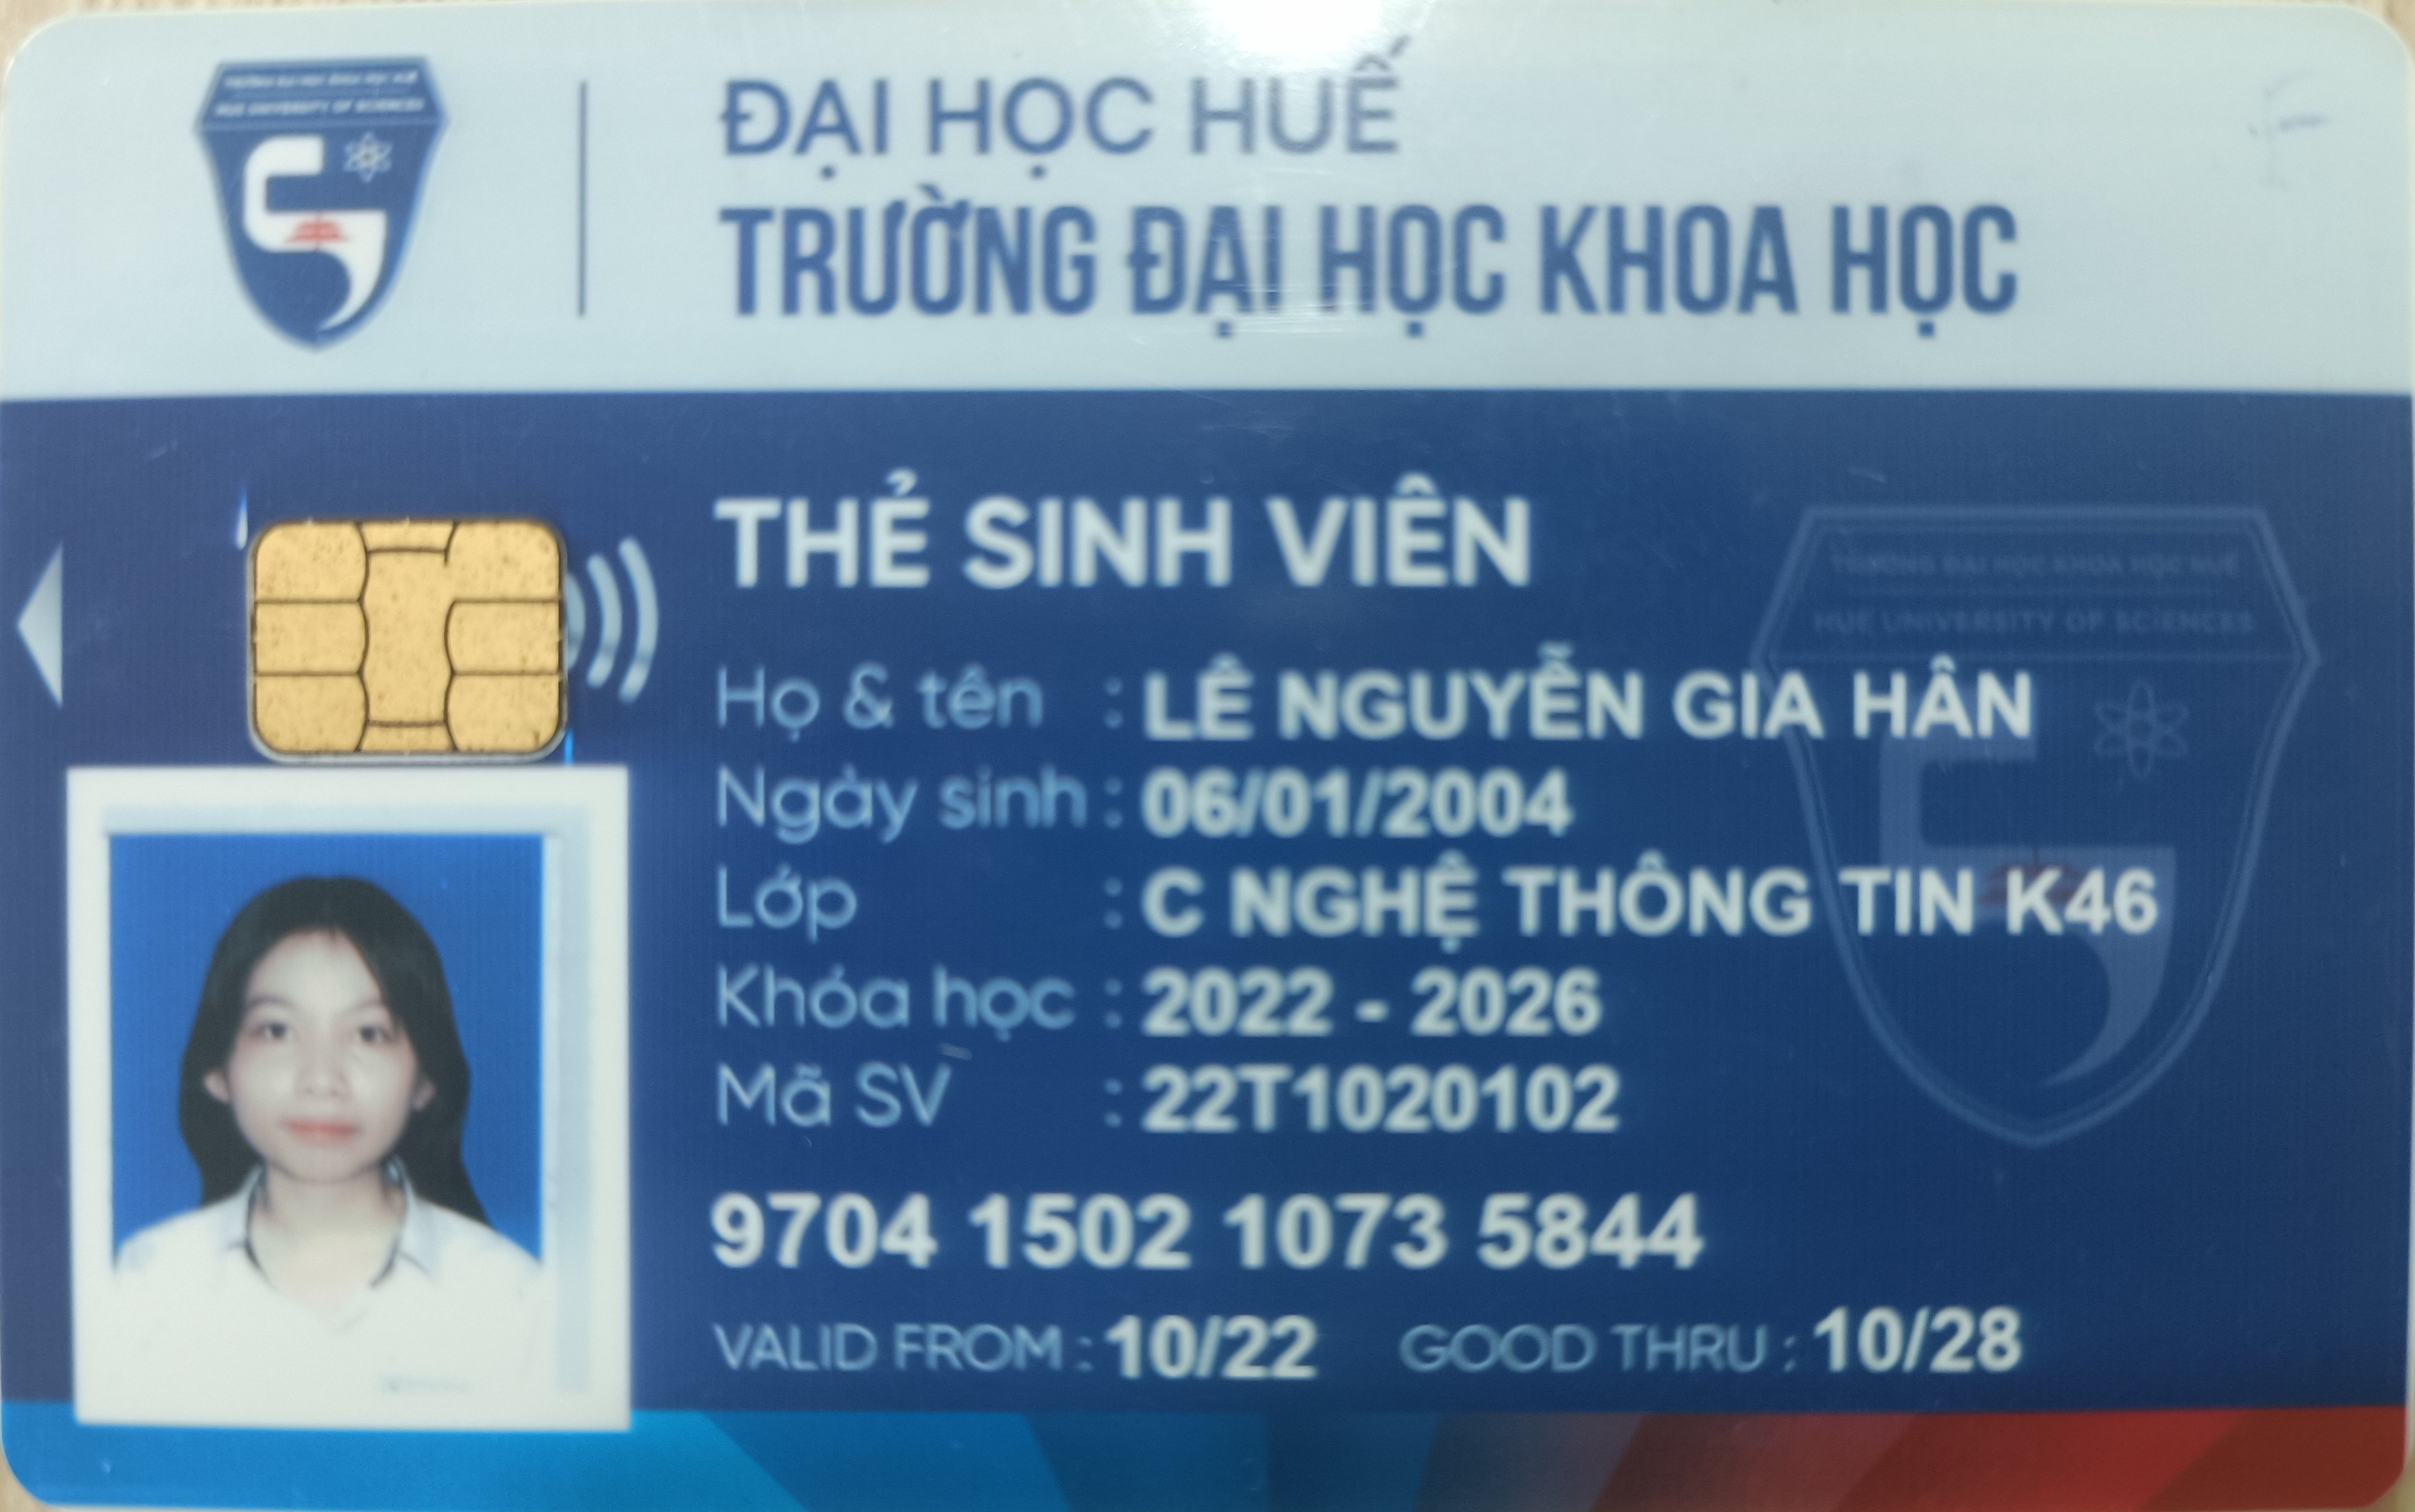 TRƯỜNG ĐẠI HỌC KHOA HỌC HUẾ
HUE UNIVERSITY OF SCIENCES
ĐẠI HỌC HUẾ
TRƯỜNG ĐẠI HỌC KHOA HỌC
THẺ SINH VIÊN
TRƯỜNG ĐẠI HỌC KHOA HỌC HUẾ
HUE UNIVERSITY OF SCIENCES
Họ & tên : LÊ NGUYỄN GIA HÂN
Ngày sinh : 06/01/2004
Lớp : C NGHỆ THÔNG TIN K46
Khóa học : 2022 - 2026
Mã SV : 22T1020102
9704 1502 1073 5844
VALID FROM : 10/22 GOOD THRU : 10/28